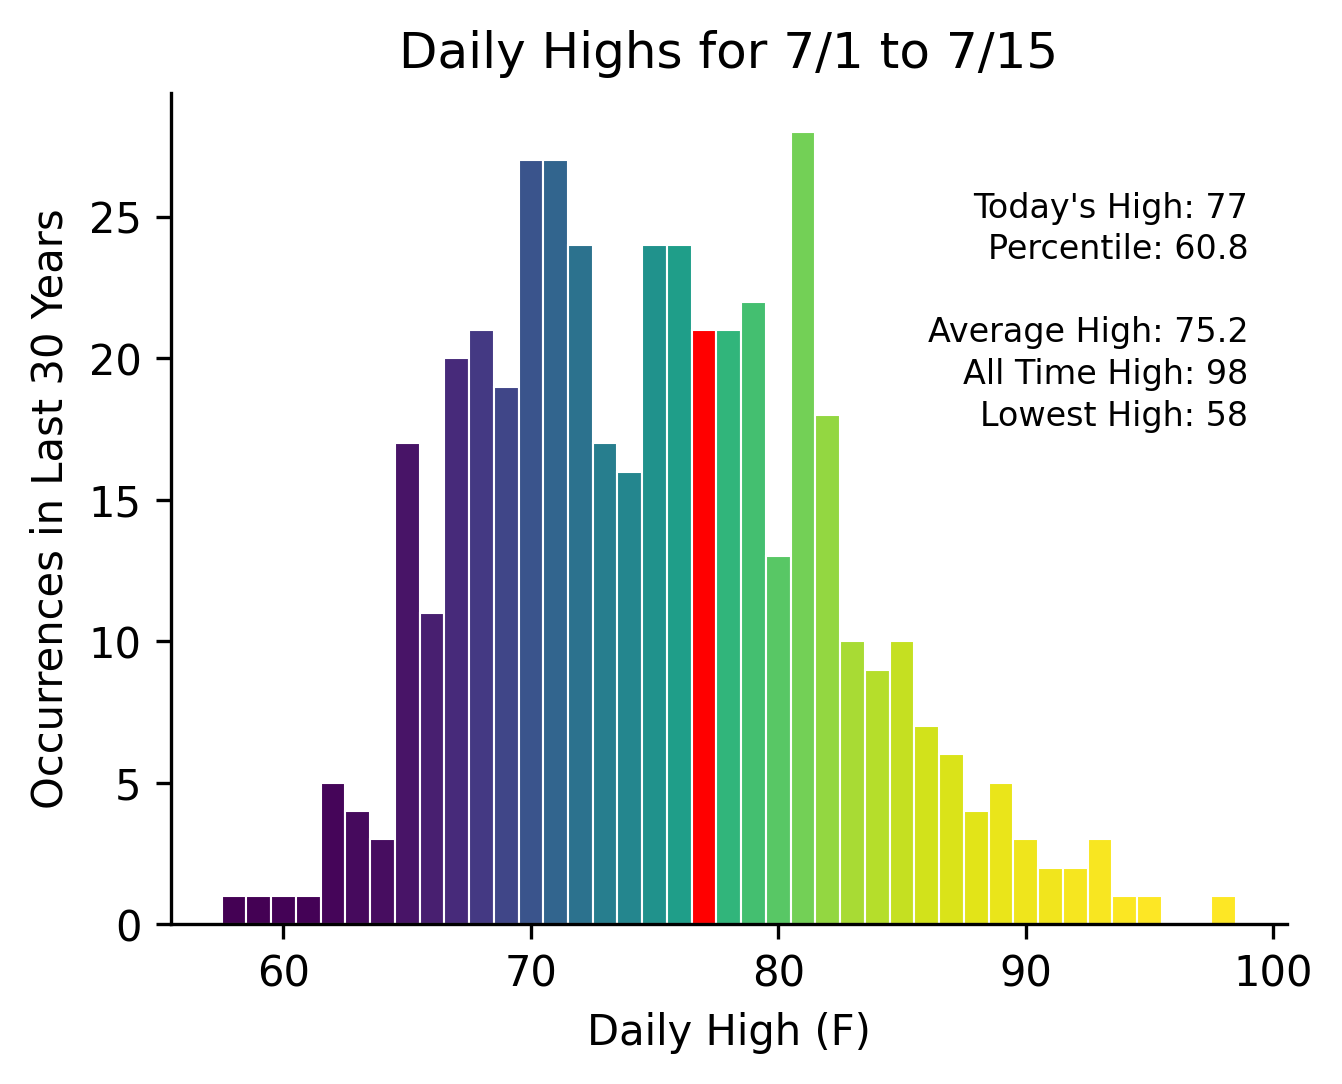 Daily Highs for 7/1 to 7/15
Today's High: 77
Percentile: 60.8
Average High: 75.2
All Time High: 98
Lowest High: 58
Occurrences in Last 30 Years
25
20
15
10
5
0
60 70 80 90 100
Daily High (F)